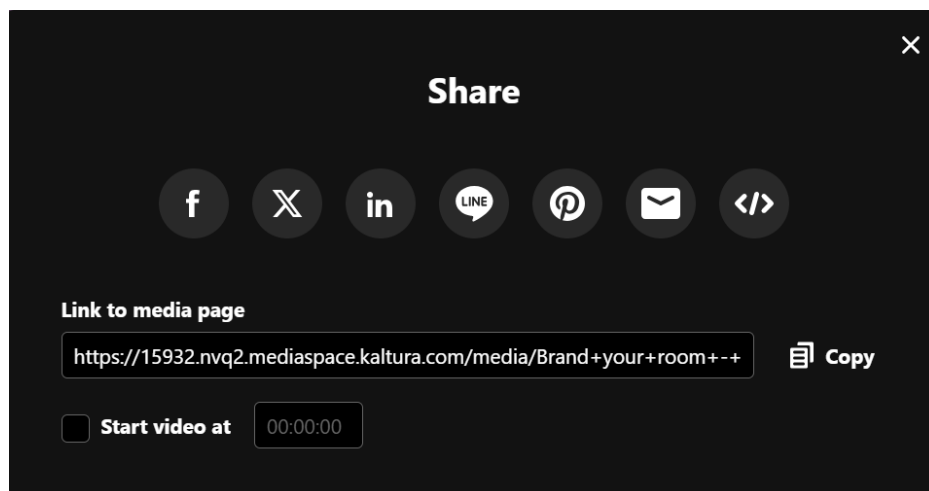 Share
f X in LINE </>
Link to media page
https://15932.nvq2.mediaspace.kaltura.com/media/Brand+your+room+-+
Copy
Start video at 00:00:00